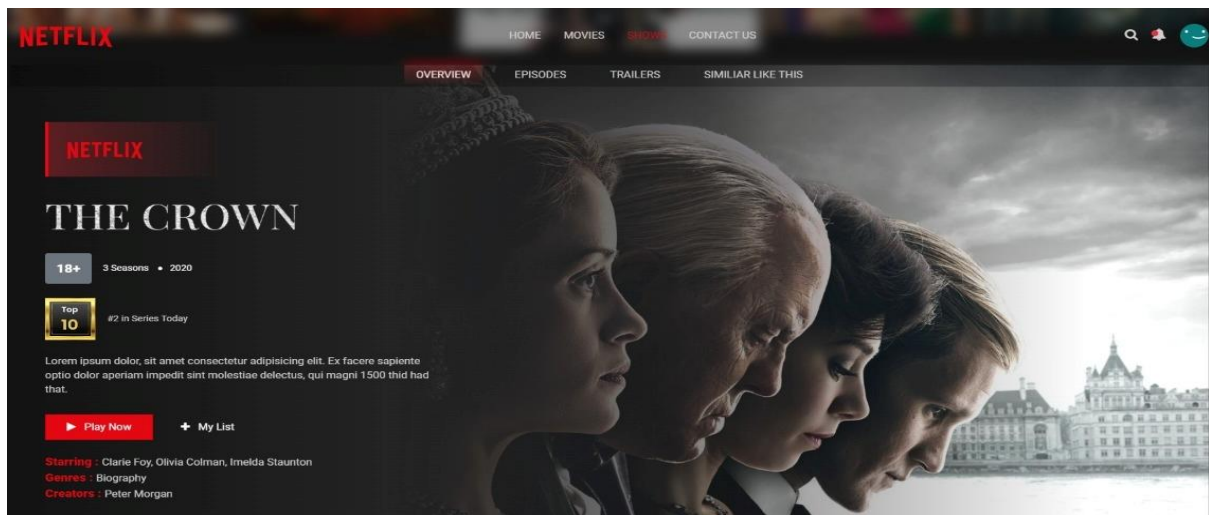 NETFLIX
HOME MOVIES SHOWS CONTACT US
OVERVIEW EPISODES TRAILERS SIMILIAR LIKE THIS
NETFLIX
THE CROWN
18+ 3 Seasons • 2020
Top
10
#2 in Series Today
Lorem ipsum dolor, sit amet consectetur adipisicing elit. Ex facere sapiente
optio dolor aperiam impedit sint molestiae delectus, qui magni 1500 thid had
that.
Play Now + My List
Starring : Clarie Foy, Olivia Colman, Imelda Staunton
Genres : Biography
Creators : Peter Morgan